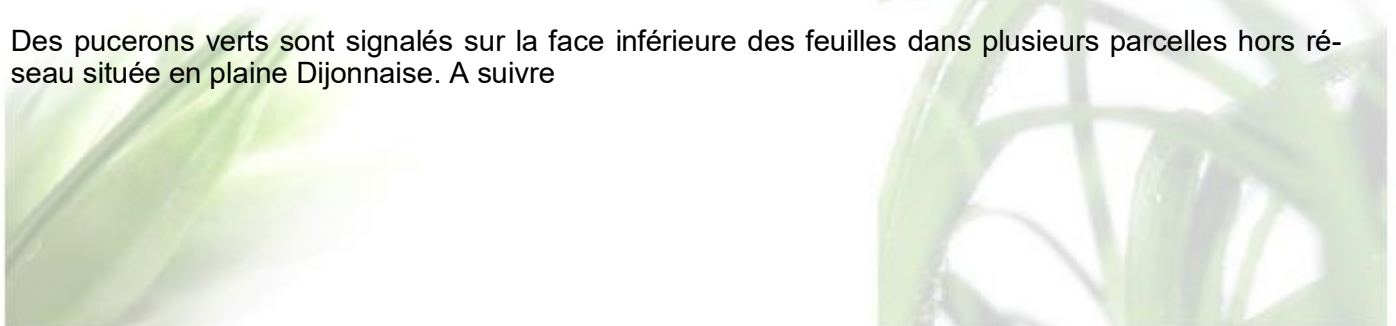 Des pucerons verts sont signalés sur la face inférieure des feuilles dans plusieurs parcelles hors ré-
seau située en plaine Dijonnaise. A suivre